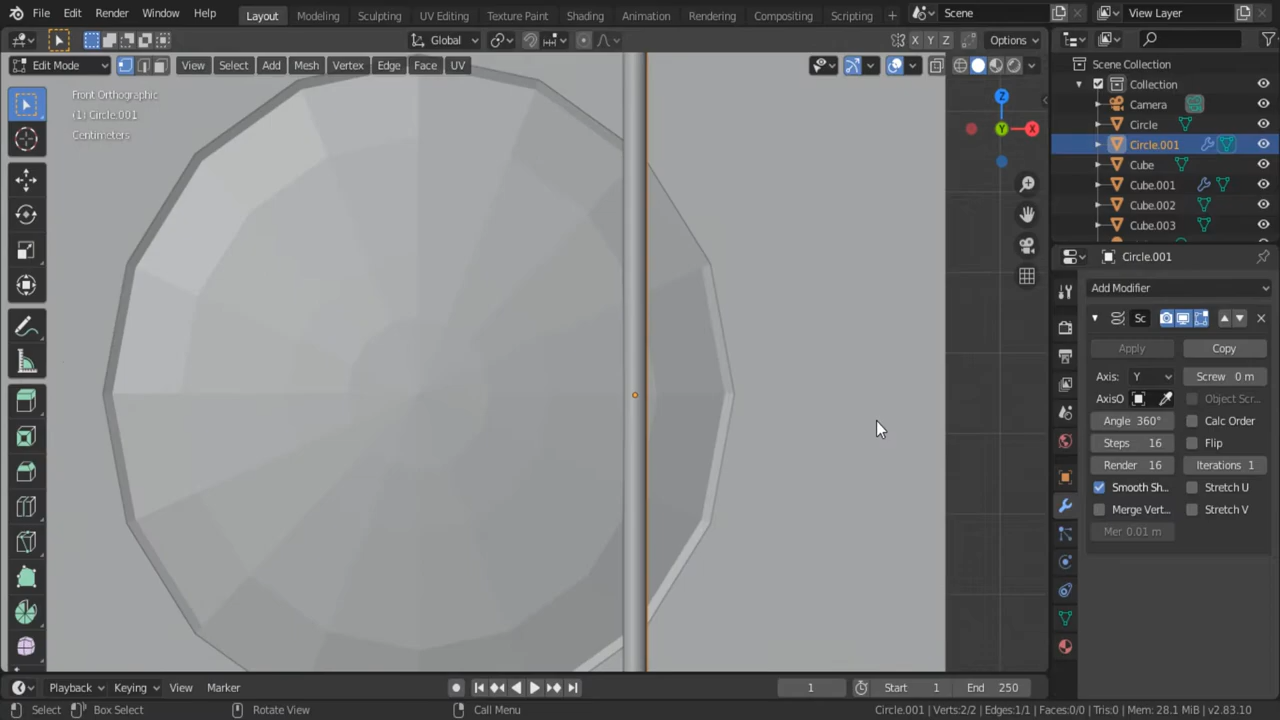 File Edit Render Window Help Layout Modeling Sculpting UV Editing Texture Paint Shading Animation Rendering Compositing Scripting + Scene View Layer
Global X Y Z Options
Edit Mode View Select Add Mesh Vertex Edge Face UV Scene Collection
Collection
Front Orthographic
(1) Circle.001
Centimeters
Z
Y X
Camera
Circle
Circle.001
Cube
Cube.001
Cube.002
Cube.003
Circle.001
Add Modifier
Sc
Apply Copy
Axis: Y Screw 0 m
AxisO Object Scr...
Angle 360° Calc Order
Steps 16 Flip
Render 16 Iterations 1
Smooth Sh... Stretch U
Merge Vert... Stretch V
Mer 0.01 m
Playback Keying View Marker 1 Start 1 End 250
Select Box Select Rotate View Call Menu Circle.001 | Verts:2/2 | Edges:1/1 | Faces:0/0 | Tris:0 | Mem: 28.1 MiB | v2.83.10